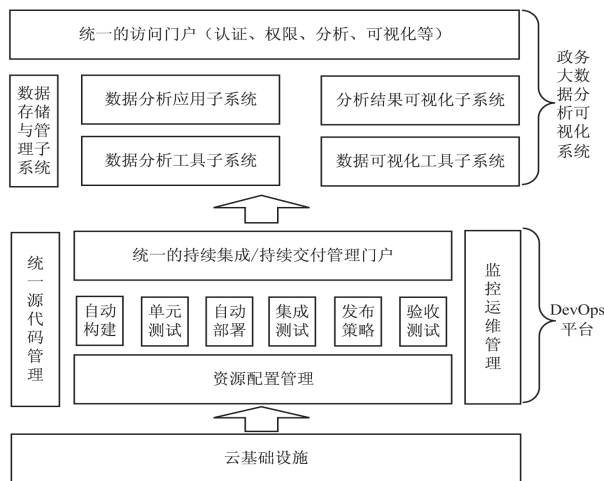 统一的访问门户（认证、权限、分析、可视化等）
数据
存储
与管
理子
系统
数据分析应用子系统
分析结果可视化子系统
数据分析工具子系统
数据可视化工具子系统
政务
大数
据分
析可
视化
系统
统一源代码管理
统一的持续集成/持续交付管理门户
自动
构建
单元
测试
自动
部署
集成
测试
发布
策略
验收
测试
资源配置管理
监控运维管理
DevOps
平台
云基础设施